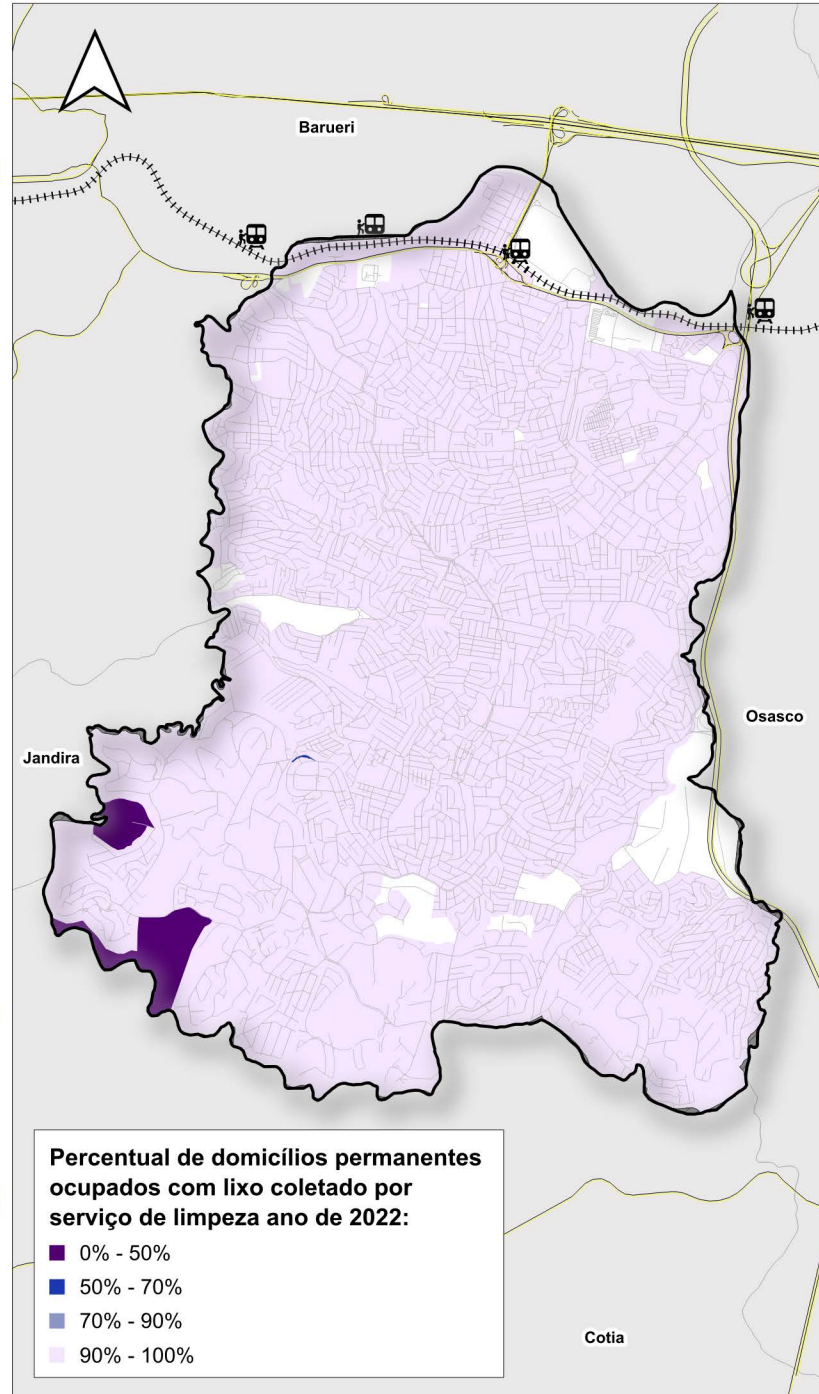 Barueri
Osasco
Jandira
Percentual de domicílios permanentes
ocupados com lixo coletado por
serviço de limpeza ano de 2022:
0% - 50%
50% - 70%
70% - 90%
90% - 100%
Cotia